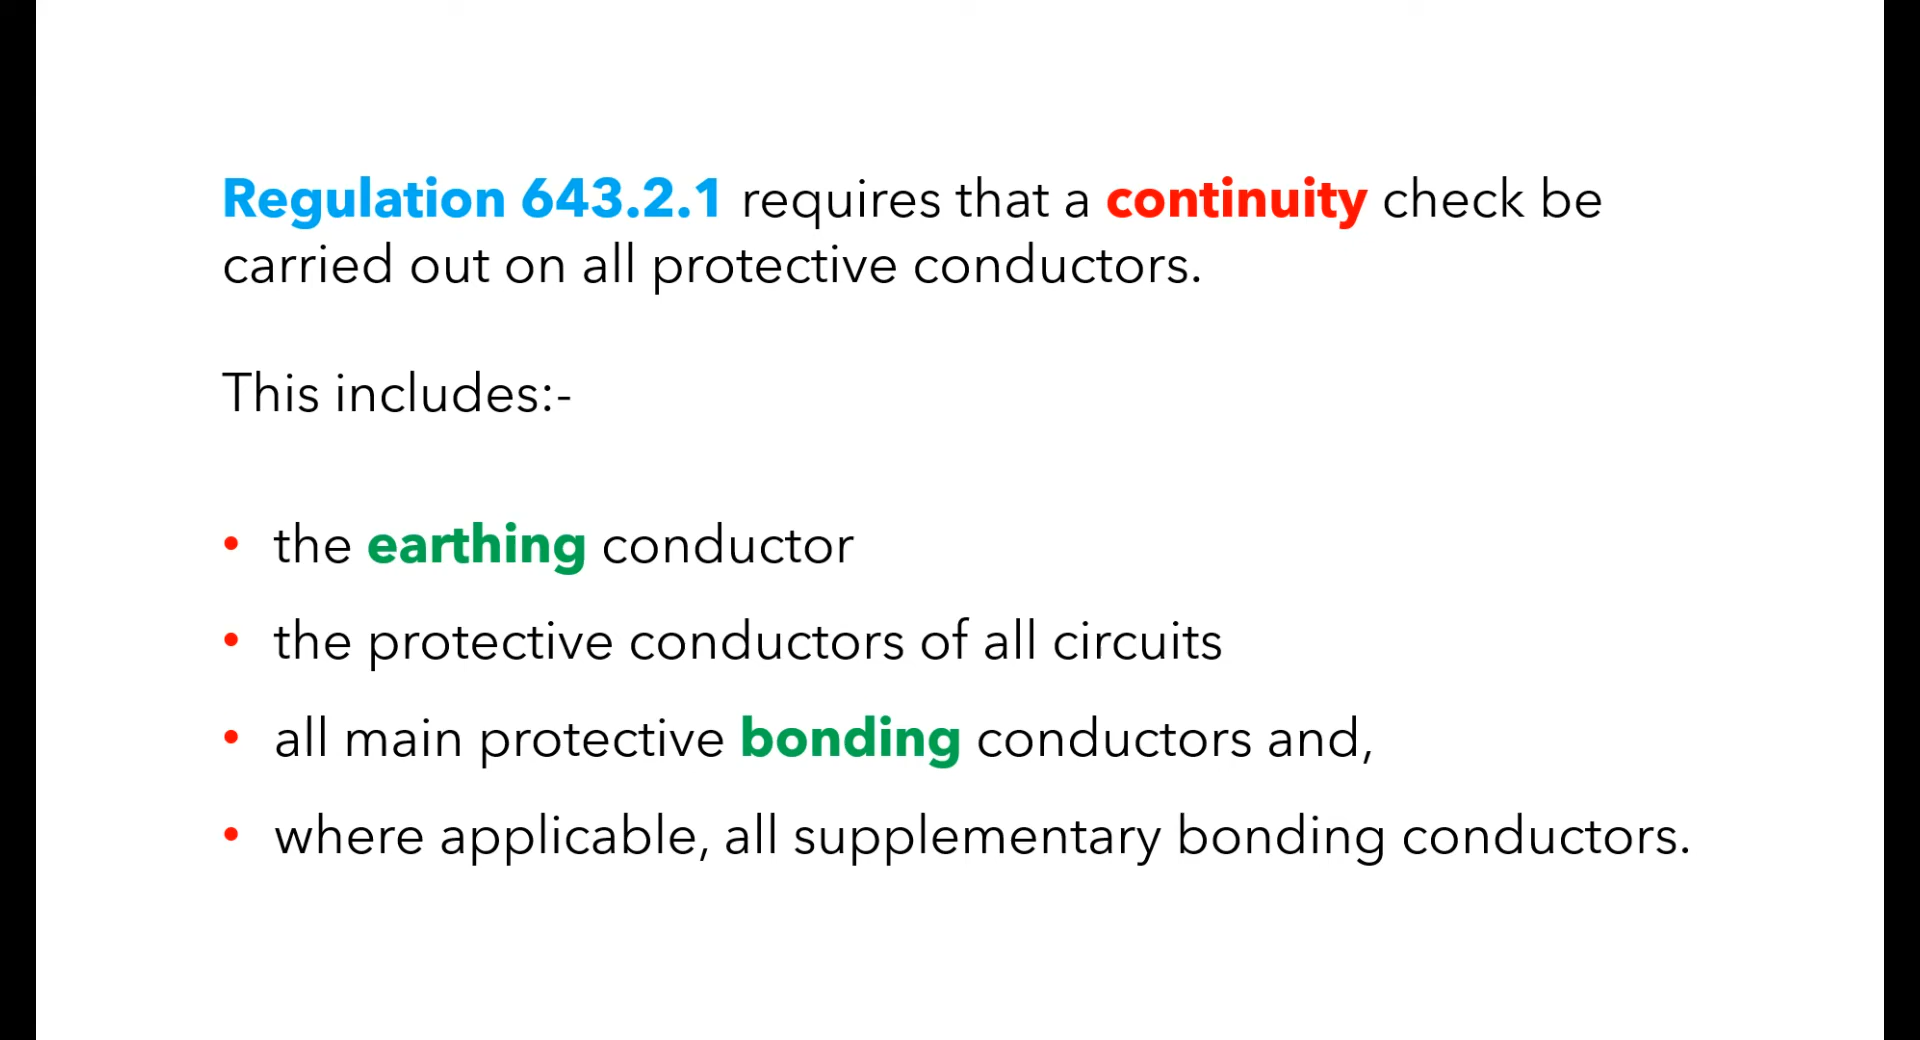 Regulation 643.2.1 requires that a continuity check be
carried out on all protective conductors.
This includes:-
• the earthing conductor
• the protective conductors of all circuits
• all main protective bonding conductors and,
• where applicable, all supplementary bonding conductors.